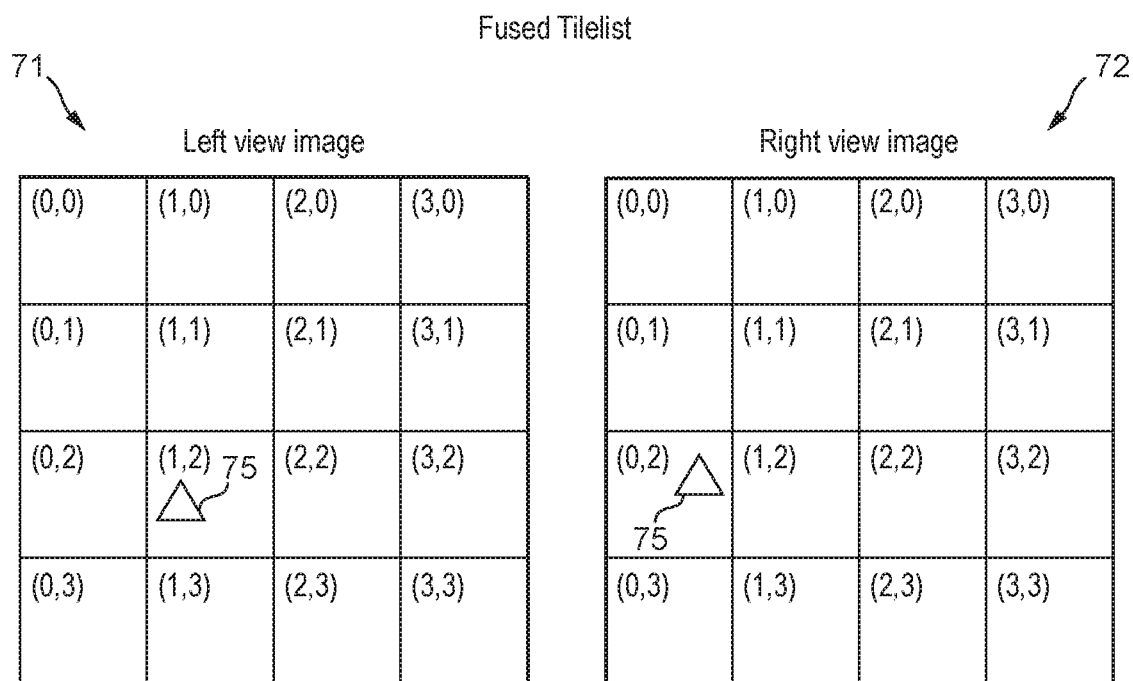 Fused Tilelist
71
72
Left view image
Right view image
(0,0) (1,0) (2,0) (3,0)
(0,0) (1,0) (2,0) (3,0)
(0,1) (1,1) (2,1) (3,1)
(0,1) (1,1) (2,1) (3,1)
(0,2) (1,2) 75 (2,2) (3,2)
(0,2) (1,2) (2,2) (3,2)
75
(0,3) (1,3) (2,3) (3,3)
(0,3) (1,3) (2,3) (3,3)